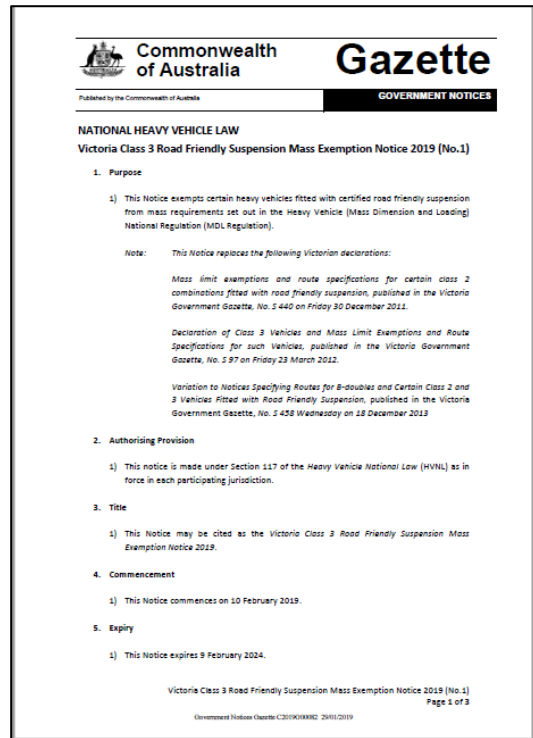 Commonwealth
of Australia
Gazette
Published by the Commonwealth of Australia
GOVERNMENT NOTICES
NATIONAL HEAVY VEHICLE LAW
Victoria Class 3 Road Friendly Suspension Mass Exemption Notice 2019 (No.1)
1. Purpose
1) This Notice exempts certain heavy vehicles fitted with certified road friendly suspension
from mass requirements set out in the Heavy Vehicle (Mass Dimension and Loading)
National Regulation (MDL Regulation).
Note: This Notice replaces the following Victorian declarations:
Mass limit exemptions and route specifications for certain class 2
combinations fitted with road friendly suspension, published in the Victoria
Government Gazette, No. S 440 on Friday 30 December 2011.
Declaration of Class 3 Vehicles and Mass Limit Exemptions and Route
Specifications for such Vehicles, published in the Victoria Government
Gazette, No. S 97 on Friday 23 March 2012.
Variation to Notices Specifying Routes for B-doubles and Certain Class 2 and
3 Vehicles Fitted with Road Friendly Suspension, published in the Victoria
Government Gazette, No. S 458 Wednesday on 18 December 2013
2. Authorising Provision
1) This notice is made under Section 117 of the Heavy Vehicle National Law (HVNL) as in
force in each participating jurisdiction.
3. Title
1) This Notice may be cited as the Victoria Class 3 Road Friendly Suspension Mass
Exemption Notice 2019.
4. Commencement
1) This Notice commences on 10 February 2019.
5. Expiry
1) This Notice expires 9 February 2024.
Victoria Class 3 Road Friendly Suspension Mass Exemption Notice 2019 (No.1)
Page 1 of 3
Government Notices Gazette C2019G00082 29/01/2019